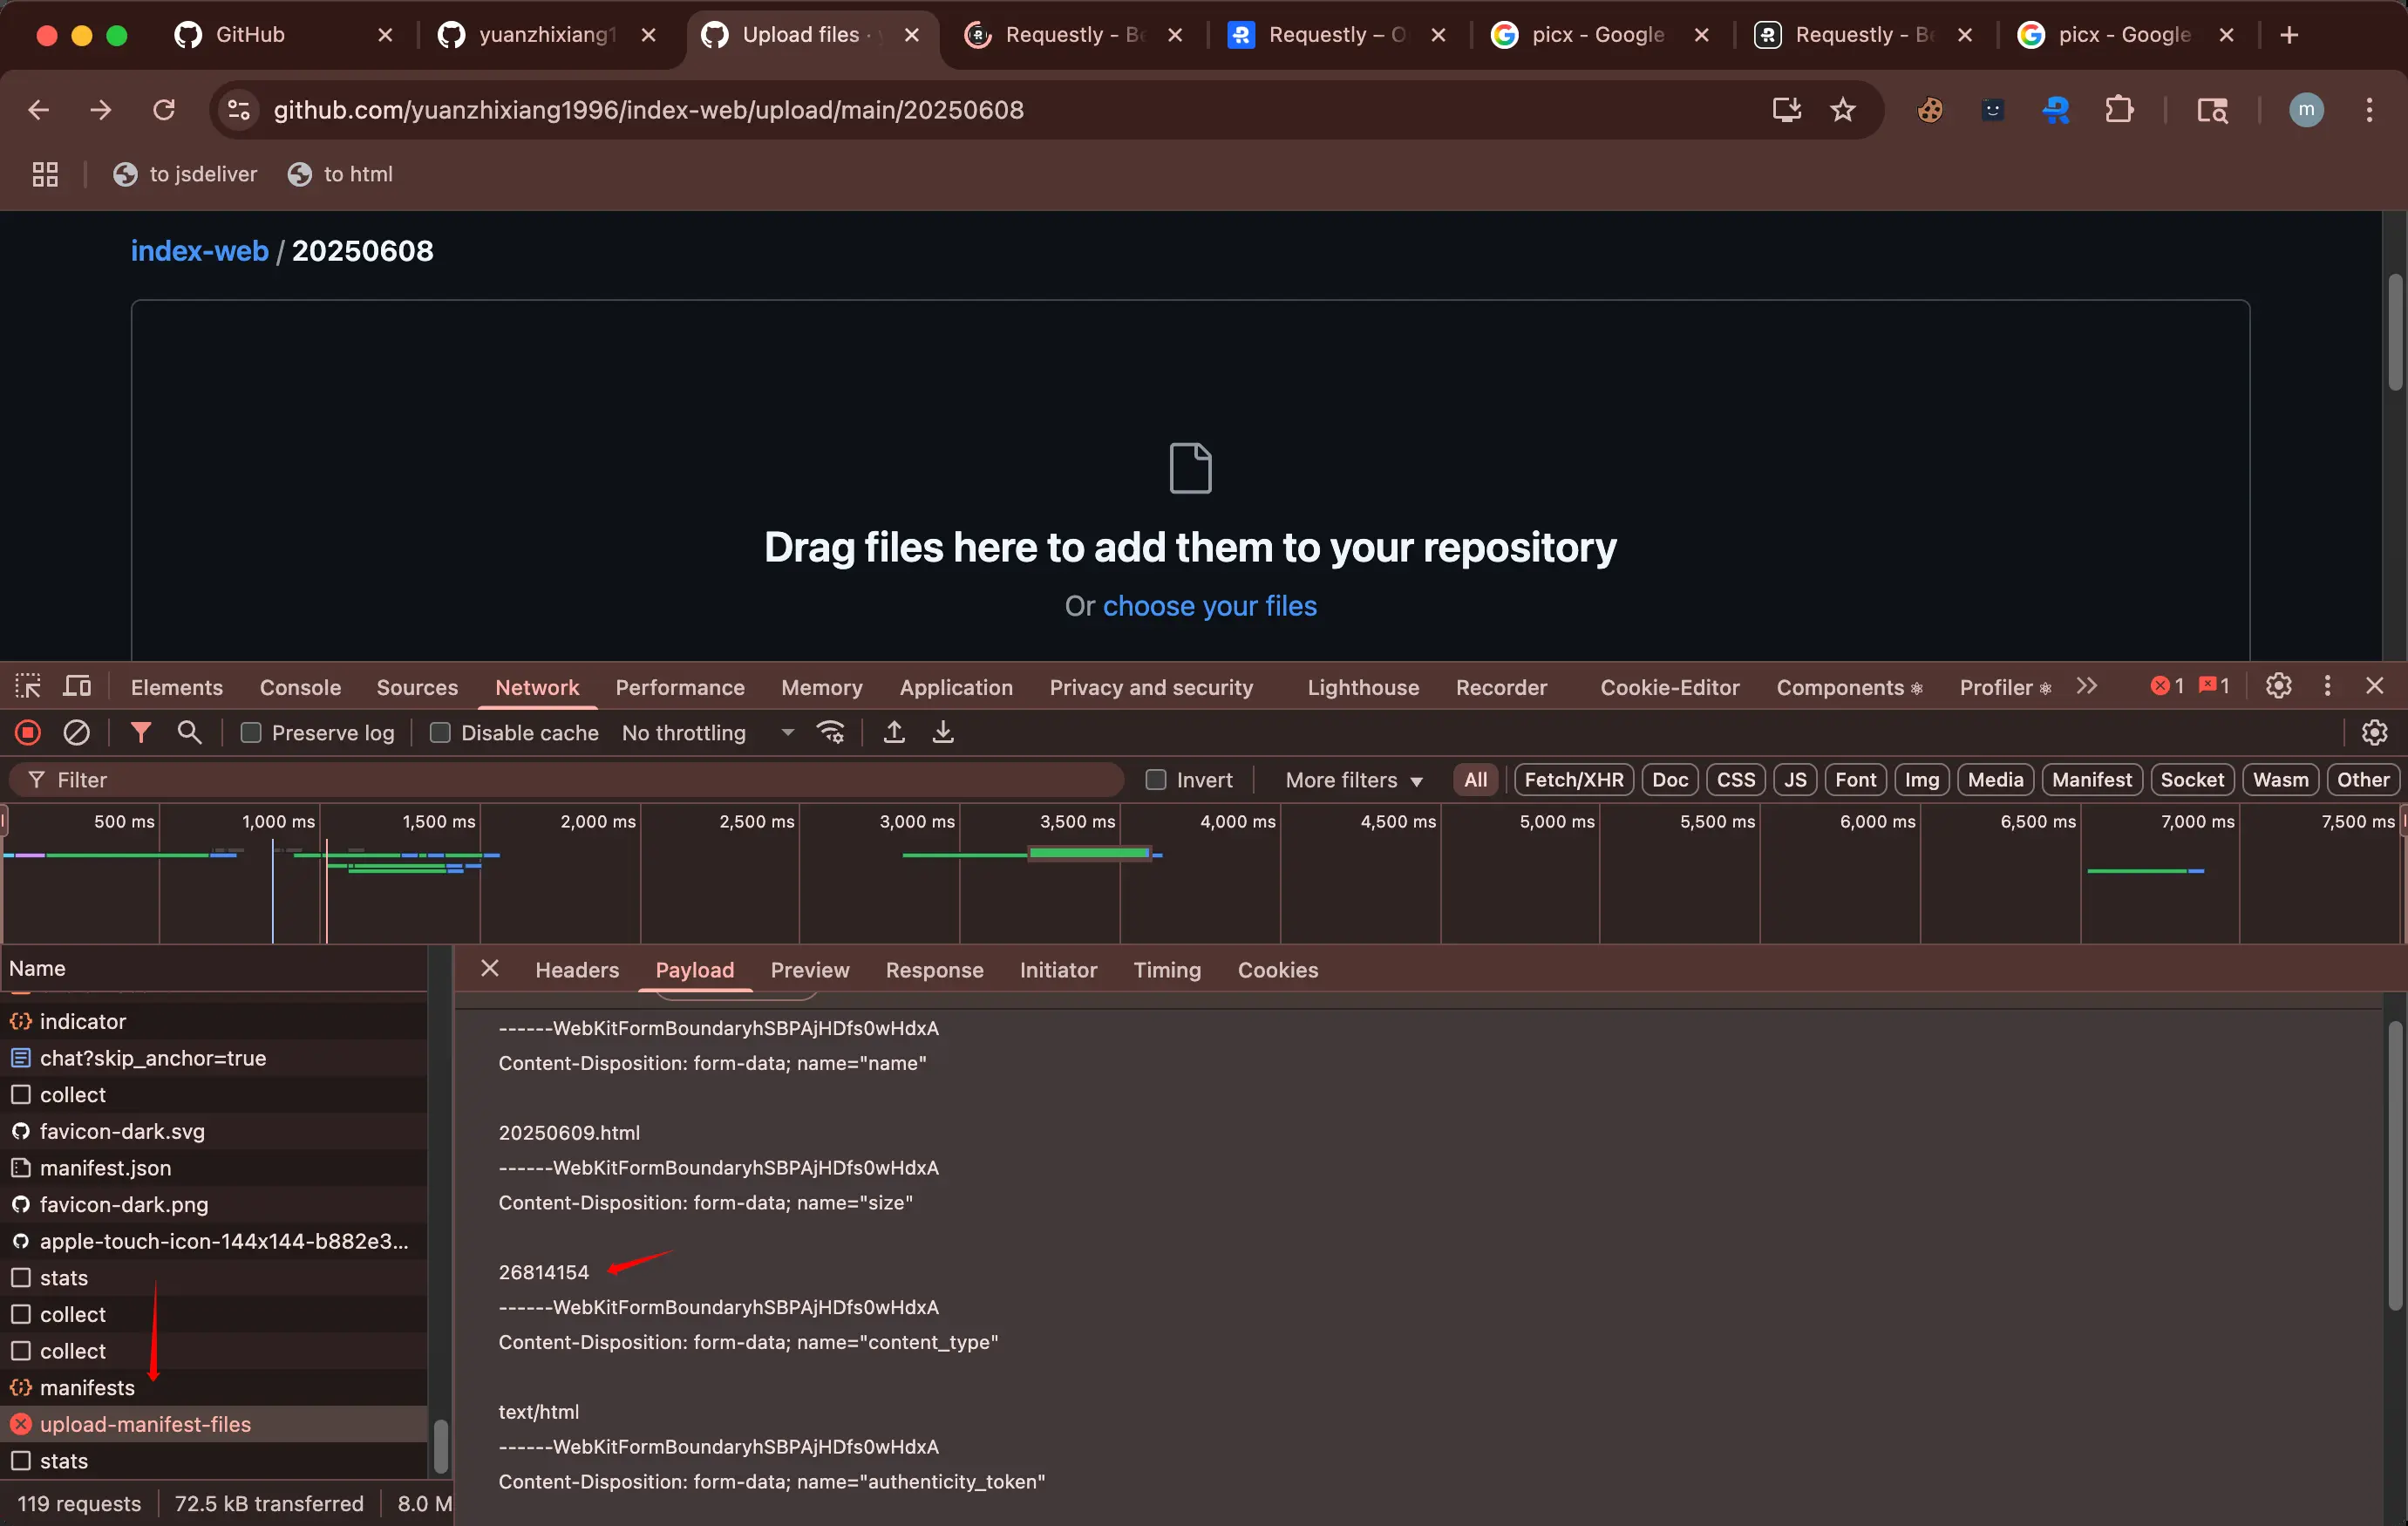 GitHub
yuanzhixiang1
Upload files ·
Requestly - Be
Requestly – O
picx - Google
Requestly - Be
picx - Google
github.com/yuanzhixiang1996/index-web/upload/main/20250608
m
to jsdeliver
to html
index-web / 20250608
Drag files here to add them to your repository
Or choose your files
Elements Console Sources Network Performance Memory Application Privacy and security Lighthouse Recorder Cookie-Editor Components Profiler 1 1
Preserve log Disable cache No throttling
Filter Invert More filters All Fetch/XHR Doc CSS JS Font Img Media Manifest Socket Wasm Other
500 ms 1,000 ms 1,500 ms 2,000 ms 2,500 ms 3,000 ms 3,500 ms 4,000 ms 4,500 ms 5,000 ms 5,500 ms 6,000 ms 6,500 ms 7,000 ms 7,500 ms
Name
indicator
chat?skip_anchor=true
collect
favicon-dark.svg
manifest.json
favicon-dark.png
apple-touch-icon-144x144-b882e3...
stats
collect
collect
manifests
upload-manifest-files
stats
119 requests 72.5 kB transferred 8.0 M
Headers Payload Preview Response Initiator Timing Cookies
------WebKitFormBoundaryhSBPAjHDfs0wHdxA
Content-Disposition: form-data; name="name"
20250609.html
------WebKitFormBoundaryhSBPAjHDfs0wHdxA
Content-Disposition: form-data; name="size"
26814154
------WebKitFormBoundaryhSBPAjHDfs0wHdxA
Content-Disposition: form-data; name="content_type"
text/html
------WebKitFormBoundaryhSBPAjHDfs0wHdxA
Content-Disposition: form-data; name="authenticity_token"